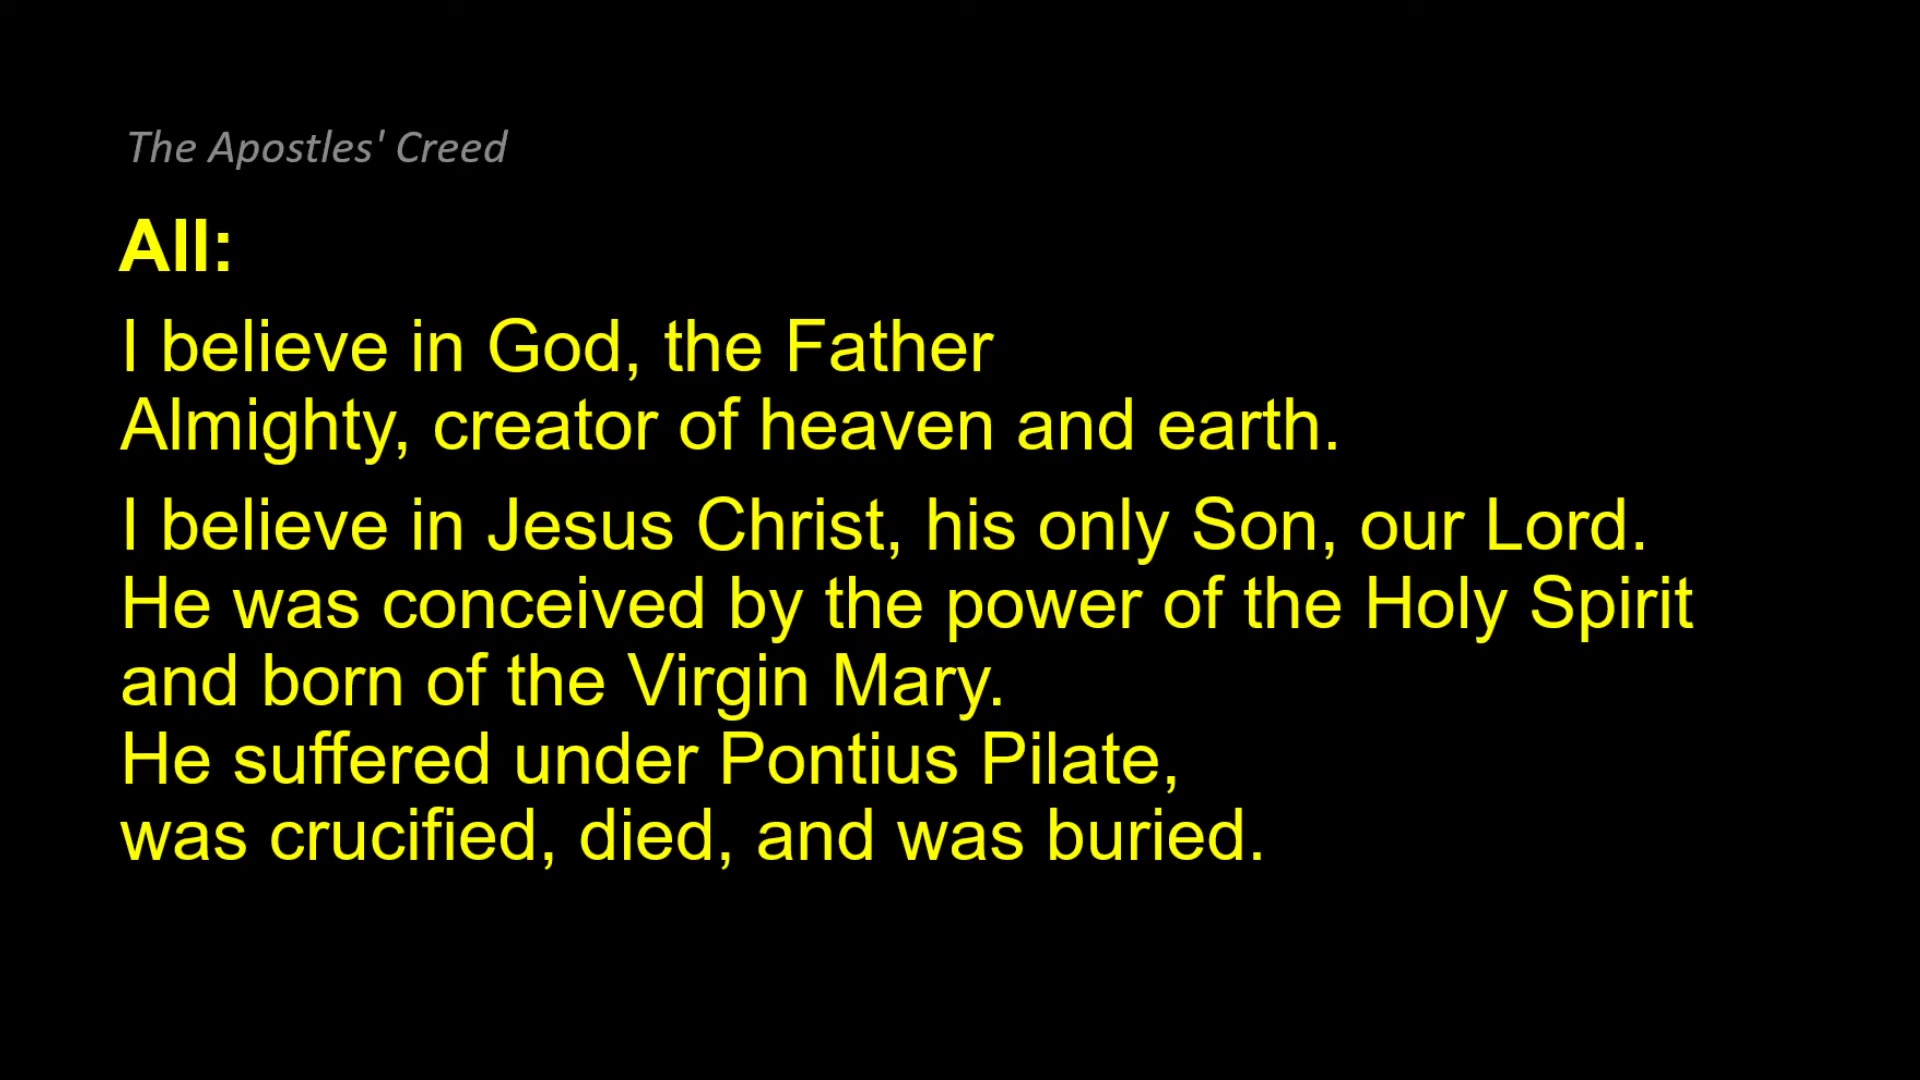 The Apostles' Creed
All:
I believe in God, the Father
Almighty, creator of heaven and earth.
I believe in Jesus Christ, his only Son, our Lord.
He was conceived by the power of the Holy Spirit
and born of the Virgin Mary.
He suffered under Pontius Pilate,
was crucified, died, and was buried.